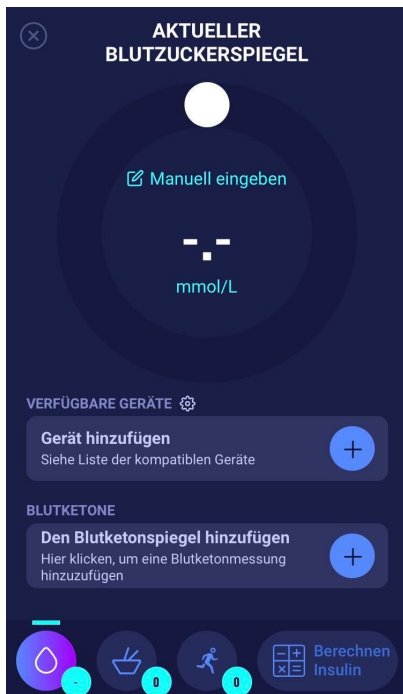 AKTUELLER
BLUTZUCKERSPIEGEL
Manuell eingeben
-.-
mmol/L
VERFÜGBARE GERÄTE
Gerät hinzufügen
Siehe Liste der kompatiblen Geräte
BLUTKETONE
Den Blutketonspiegel hinzufügen
Hier klicken, um eine Blutketonmessung
hinzuzufügen
-
0
0
Berechnen
Insulin